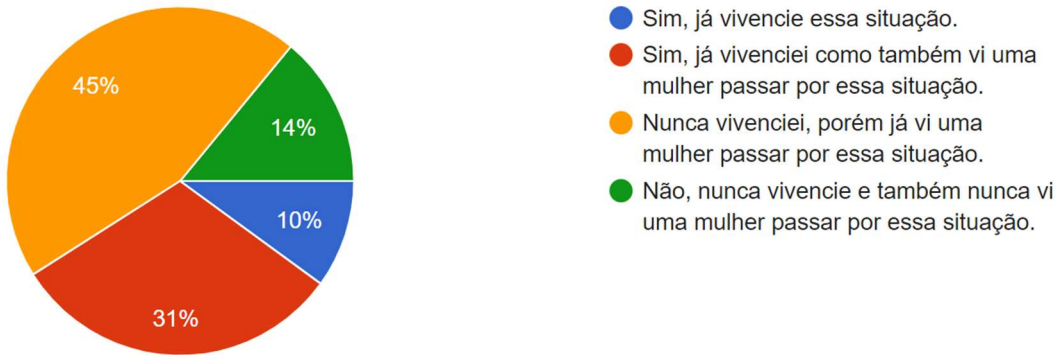 45%
14%
10%
31%
Sim, já vivencie essa situação.
Sim, já vivenciei como também vi uma
mulher passar por essa situação.
Nunca vivenciei, porém já vi uma
mulher passar por essa situação.
Não, nunca vivencie e também nunca vi
uma mulher passar por essa situação.